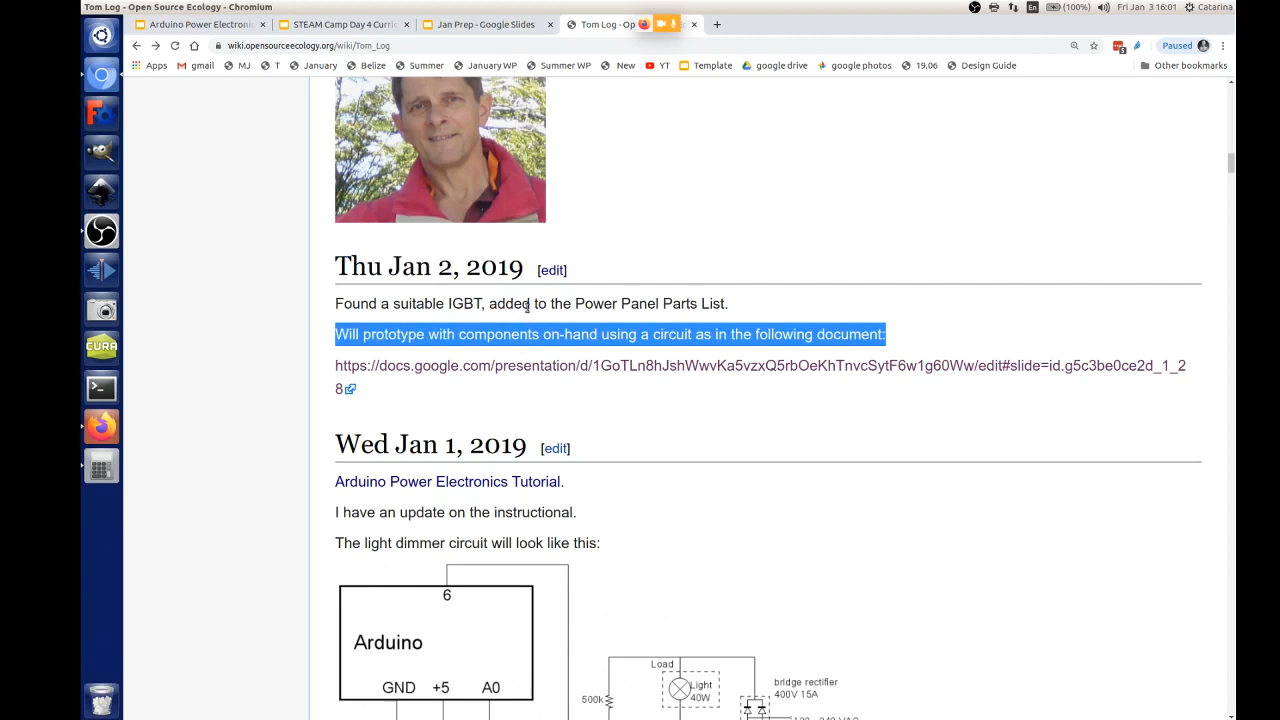 Tom Log - Open Source Ecology - Chromium
En (100%) Fri Jan 3 16:01 Catarina
Arduino Power Electronic × STEAM Camp Day 4 Curric × Jan Prep - Google Slides × Tom Log - Op × +
wiki.opensourceecology.org/wiki/Tom_Log Paused
Apps gmail MJ T January Belize Summer January WP Summer WP New YT Template google drive google photos 19.06 Design Guide Other bookmarks
Thu Jan 2, 2019 [edit]
Found a suitable IGBT, added to the Power Panel Parts List.
Will prototype with components on-hand using a circuit as in the following document:
https://docs.google.com/presentation/d/1GoTLn8hJshWwvKa5vzxQ5rbOeKhTnvcSytF6w1g60Ww/edit#slide=id.g5c3be0ce2d_1_2
8
Wed Jan 1, 2019 [edit]
Arduino Power Electronics Tutorial.
I have an update on the instructional.
The light dimmer circuit will look like this:
6
Arduino
GND +5 A0
Load
Light
40W
500k
bridge rectifier
400V 15A
CURA